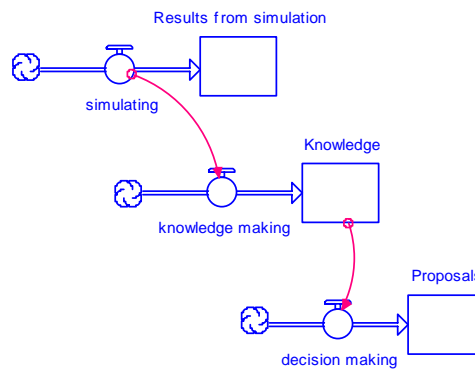 Results from simulation
simulating
Knowledge
knowledge making
Proposals
decision making